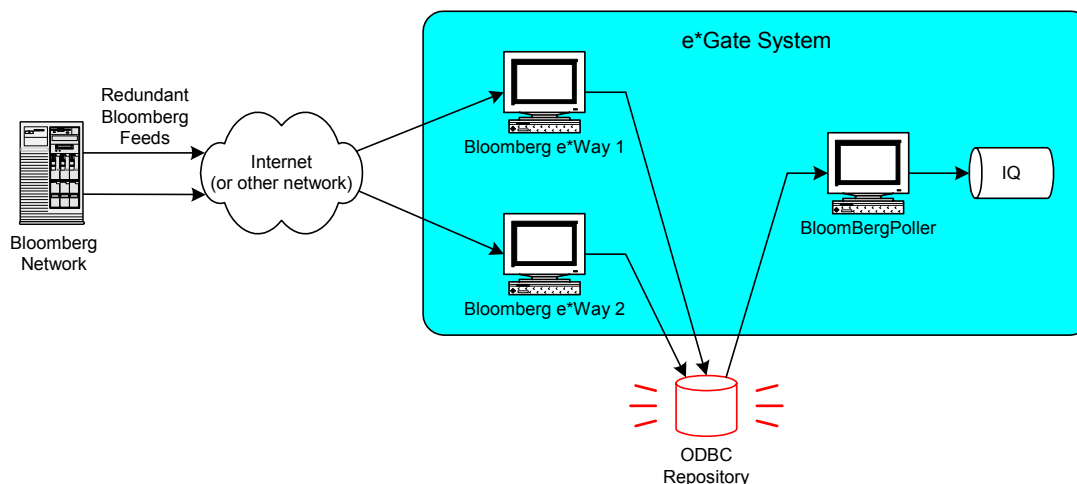 e*Gate System
Redundant
Bloomberg
Feeds
Internet
(or other network)
Bloomberg
Network
Bloomberg e*Way 1
Bloomberg e*Way 2
BloomBergPoller
IQ
ODBC
Repository